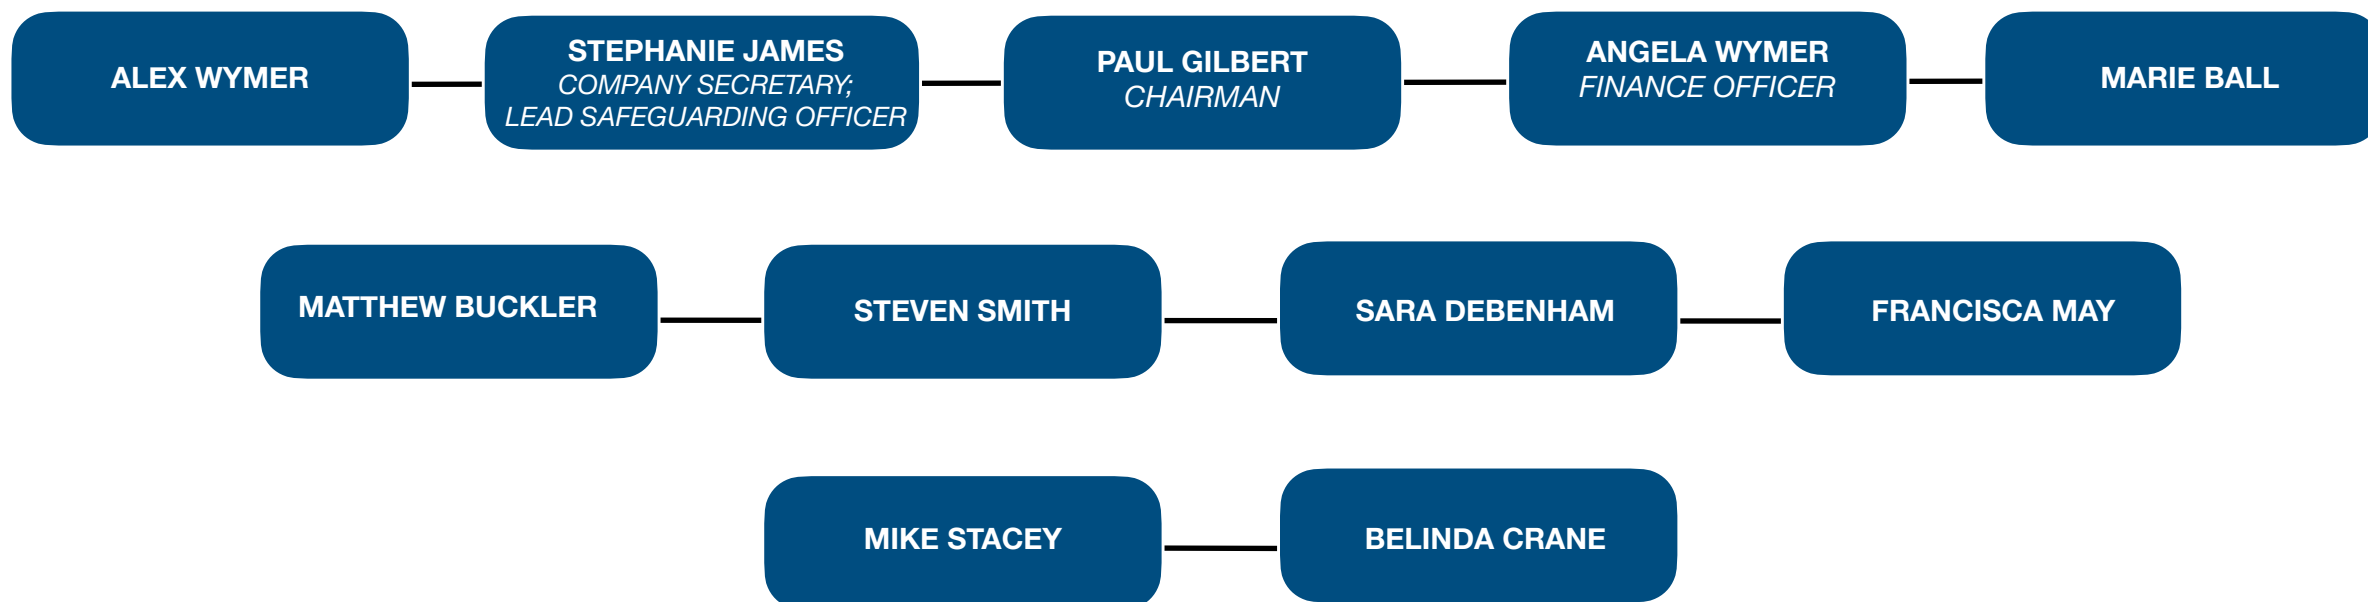 ALEX WYMER
STEPHANIE JAMES
COMPANY SECRETARY;
LEAD SAFEGUARDING OFFICER
PAUL GILBERT
CHAIRMAN
ANGELA WYMER
FINANCE OFFICER
MARIE BALL
MATTHEW BUCKLER
STEVEN SMITH
SARA DEBENHAM
FRANCISCA MAY
MIKE STACEY
BELINDA CRANE